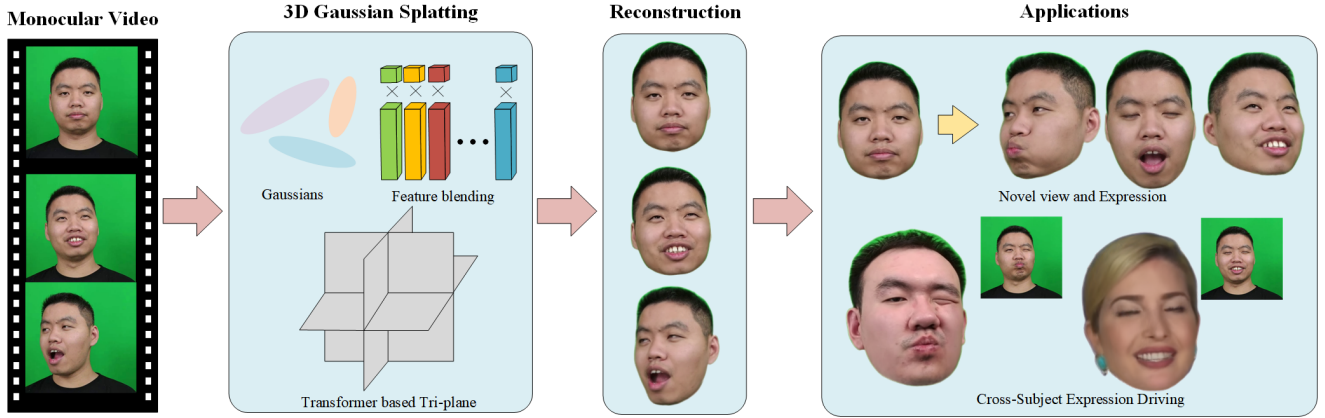 Monocular Video
3D Gaussian Splatting
Reconstruction
Applications
Gaussians
Feature blending
Transformer based Tri-plane
Novel view and Expression
Cross-Subject Expression Driving